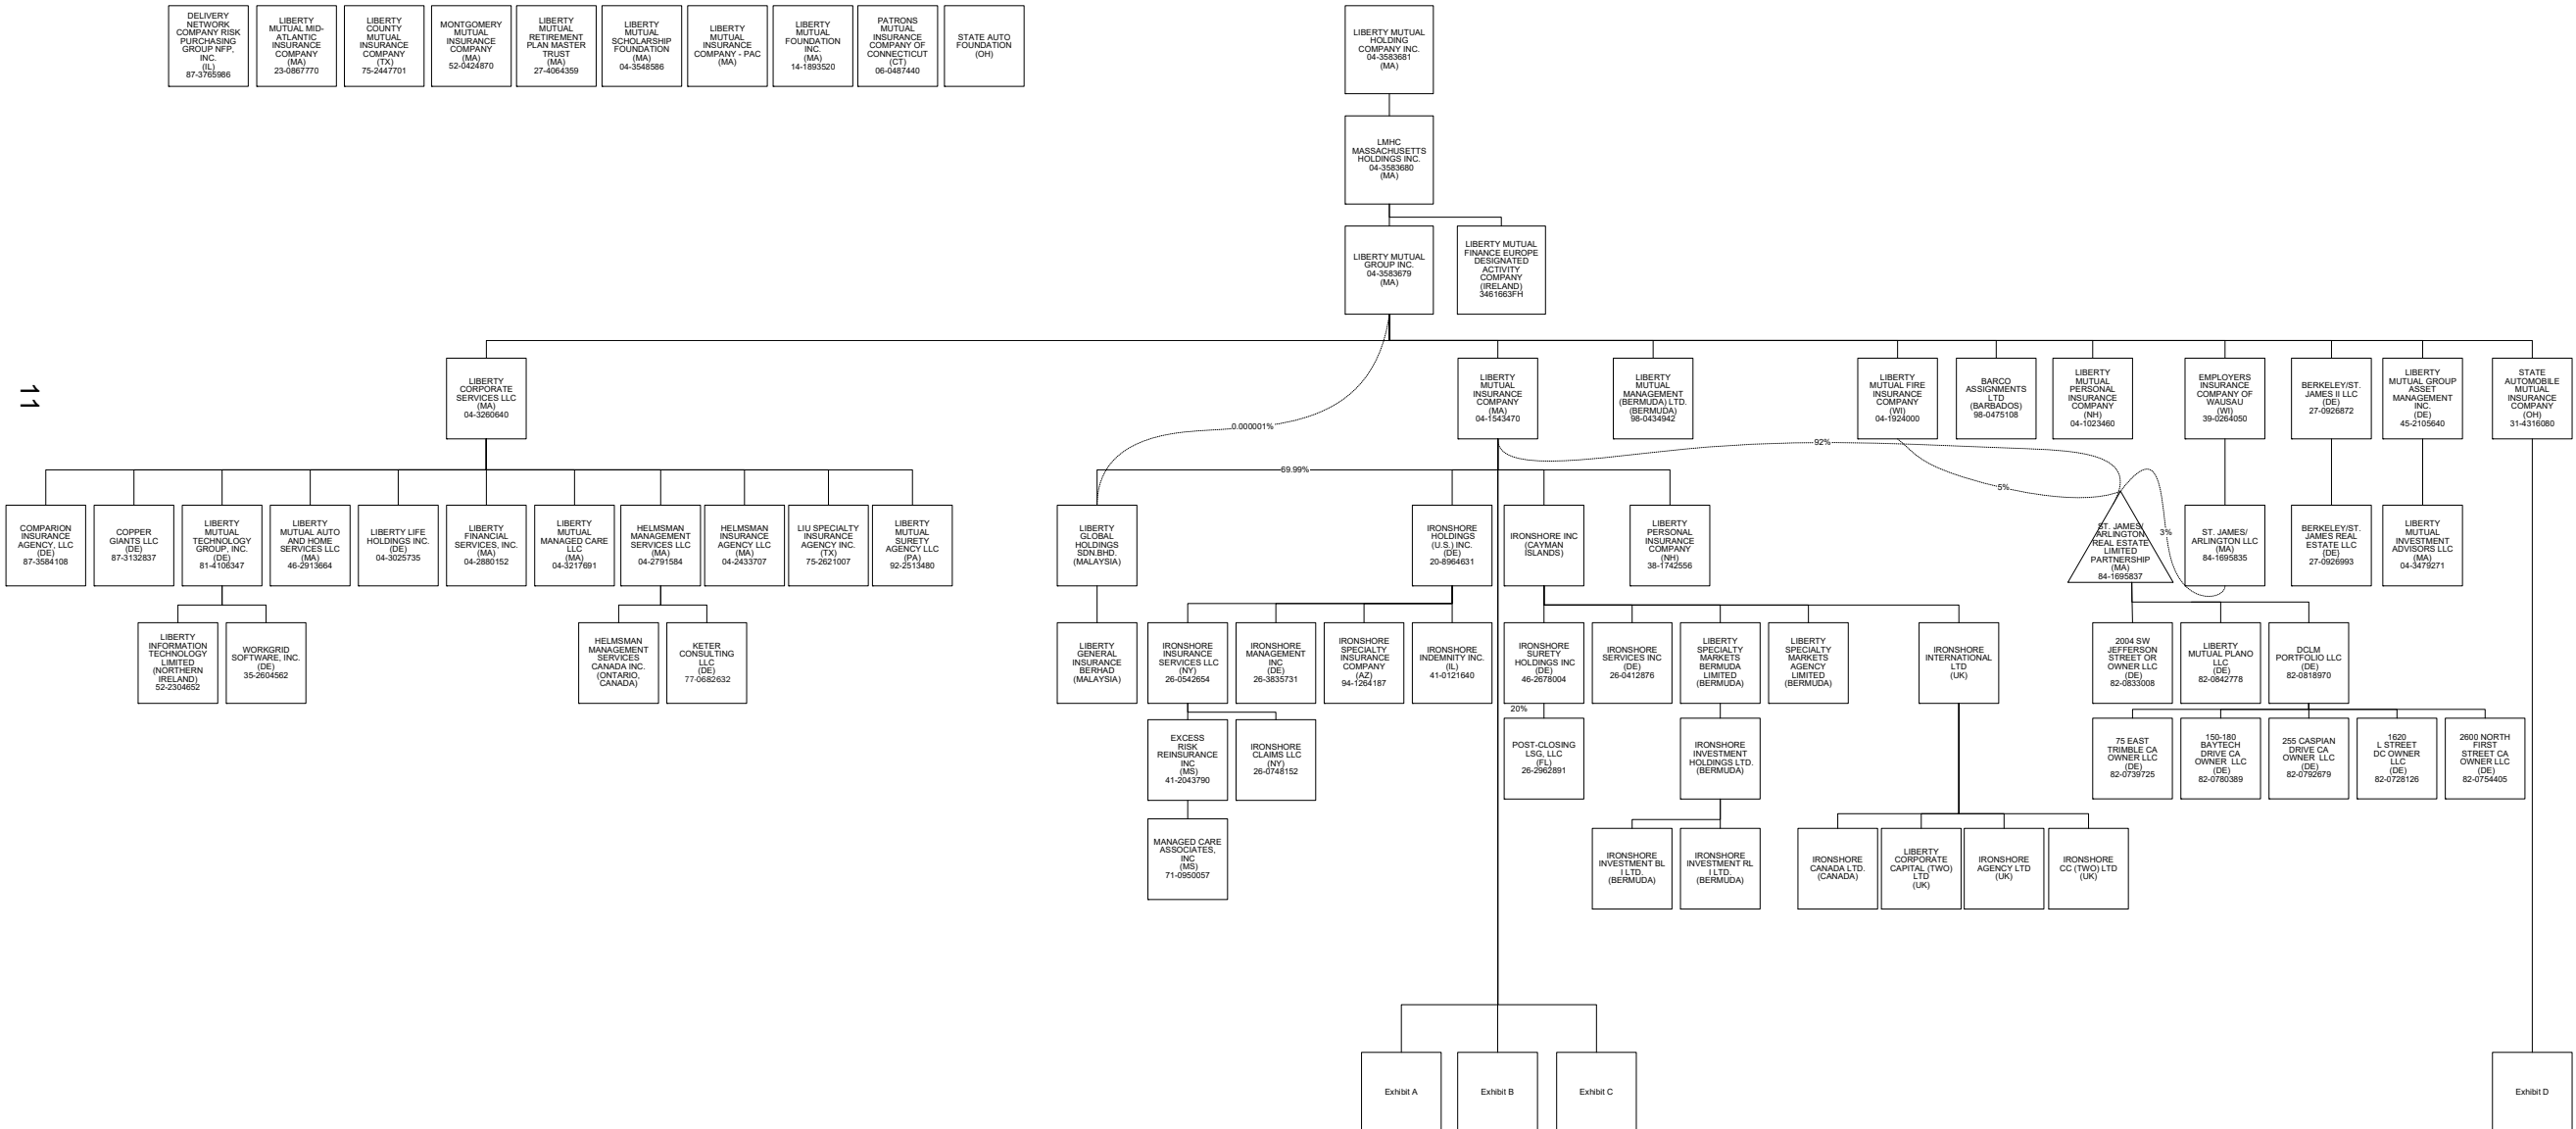 DELIVERY
NETWORK
COMPANY RISK
PURCHASING
GROUP NFP,
INC.
(IL)
87-3765986
LIBERTY
MUTUAL MID-
ATLANTIC
INSURANCE
COMPANY
(MA)
23-0867770
LIBERTY
COUNTY
MUTUAL
INSURANCE
COMPANY
(TX)
75-2447701
MONTGOMERY
MUTUAL
INSURANCE
COMPANY
(MA)
52-0424870
LIBERTY
MUTUAL
RETIREMENT
PLAN MASTER
TRUST
(MA)
27-4064359
LIBERTY
MUTUAL
SCHOLARSHIP
FOUNDATION
(MA)
04-3548586
LIBERTY
MUTUAL
INSURANCE
COMPANY - PAC
(MA)
LIBERTY
MUTUAL
FOUNDATION
INC.
(MA)
14-1893520
PATRONS
MUTUAL
INSURANCE
COMPANY OF
CONNECTICUT
(CT)
06-0487440
STATE AUTO
FOUNDATION
(OH)
LIBERTY MUTUAL
HOLDING
COMPANY INC.
04-3583681
(MA)
LMHC
MASSACHUSETTS
HOLDINGS INC.
04-3583680
(MA)
LIBERTY MUTUAL
GROUP INC.
04-3583679
(MA)
LIBERTY MUTUAL
FINANCE EUROPE
DESIGNATED
ACTIVITY
COMPANY
(IRELAND)
3461663FH
11
LIBERTY
CORPORATE
SERVICES LLC
(MA)
04-3260640
LIBERTY
MUTUAL
INSURANCE
COMPANY
(MA)
04-1543470
LIBERTY
MUTUAL
MANAGEMENT
(BERMUDA) LTD.
(BERMUDA)
98-0434942
LIBERTY
MUTUAL FIRE
INSURANCE
COMPANY
(WI)
04-1924000
BARCO
ASSIGNMENTS
LTD
(BARBADOS)
98-0475108
LIBERTY
MUTUAL
PERSONAL
INSURANCE
COMPANY
(NH)
04-1023460
EMPLOYERS
INSURANCE
COMPANY OF
WAUSAU
(WI)
39-0264050
BERKELEY/ST.
JAMES II LLC
(DE)
27-0926872
LIBERTY
MUTUAL GROUP
ASSET
MANAGEMENT
INC.
(DE)
45-2105640
STATE
AUTOMOBILE
MUTUAL
INSURANCE
COMPANY
(OH)
31-4316080
0.000001%
92%
69.99%
5%
3%
COMPARION
INSURANCE
AGENCY, LLC
(DE)
87-3584108
COPPER
GIANTS LLC
(DE)
87-3132837
LIBERTY
MUTUAL
TECHNOLOGY
GROUP, INC.
(DE)
81-4106347
LIBERTY
MUTUAL AUTO
AND HOME
SERVICES LLC
(MA)
46-2913664
LIBERTY LIFE
HOLDINGS INC.
(DE)
04-3025735
LIBERTY
FINANCIAL
SERVICES, INC.
(MA)
04-2880152
LIBERTY
MUTUAL
MANAGED CARE
LLC
(MA)
04-3217691
HELMSMAN
MANAGEMENT
SERVICES LLC
(MA)
04-2791584
HELMSMAN
INSURANCE
AGENCY LLC
(MA)
04-2433707
LIU SPECIALTY
INSURANCE
AGENCY INC.
(TX)
75-2621007
LIBERTY
MUTUAL
SURETY
AGENCY LLC
(PA)
92-2513480
LIBERTY
GLOBAL
HOLDINGS
SDN.BHD.
(MALAYSIA)
IRONSHORE
HOLDINGS
(U.S.) INC.
(DE)
20-8964631
IRONSHORE INC
(CAYMAN
ISLANDS)
LIBERTY
PERSONAL
INSURANCE
COMPANY
(NH)
38-1742556
ST. JAMES/
ARLINGTON
REAL ESTATE
LIMITED
PARTNERSHIP
(MA)
84-1695837
ST. JAMES/
ARLINGTON LLC
(MA)
84-1695835
BERKELEY/ST.
JAMES REAL
ESTATE LLC
(DE)
27-0926993
LIBERTY
MUTUAL
INVESTMENT
ADVISORS LLC
(MA)
04-3479271
LIBERTY
INFORMATION
TECHNOLOGY
LIMITED
(NORTHERN
IRELAND)
52-2304652
WORKGRID
SOFTWARE, INC.
(DE)
35-2604562
HELMSMAN
MANAGEMENT
SERVICES
CANADA INC.
(ONTARIO,
CANADA)
KETER
CONSULTING
LLC
(DE)
77-0682632
LIBERTY
GENERAL
INSURANCE
BERHAD
(MALAYSIA)
IRONSHORE
INSURANCE
SERVICES LLC
(NY)
26-0542654
IRONSHORE
MANAGEMENT
INC
(DE)
26-3835731
IRONSHORE
SPECIALTY
INSURANCE
COMPANY
(AZ)
94-1264187
IRONSHORE
INDEMNITY INC.
(IL)
41-0121640
IRONSHORE
SURETY
HOLDINGS INC
(DE)
46-2678004
IRONSHORE
SERVICES INC
(DE)
26-0412876
LIBERTY
SPECIALTY
MARKETS
BERMUDA
LIMITED
(BERMUDA)
LIBERTY
SPECIALTY
MARKETS
AGENCY
LIMITED
(BERMUDA)
IRONSHORE
INTERNATIONAL
LTD
(UK)
2004 SW
JEFFERSON
STREET OR
OWNER LLC
(DE)
82-0833008
LIBERTY
MUTUAL PLANO
LLC
(DE)
82-0842778
DCLM
PORTFOLIO LLC
(DE)
82-0818970
20%
EXCESS
RISK
REINSURANCE
INC
(MS)
41-2043790
IRONSHORE
CLAIMS LLC
(NY)
26-0748152
POST-CLOSING
LSG, LLC
(FL)
26-2962891
IRONSHORE
INVESTMENT
HOLDINGS LTD.
(BERMUDA)
75 EAST
TRIMBLE CA
OWNER LLC
(DE)
82-0739725
150-180
BAYTECH
DRIVE CA
OWNER LLC
(DE)
82-0780389
255 CASPIAN
DRIVE CA
OWNER LLC
(DE)
82-0792679
1620
L STREET
DC OWNER
LLC
(DE)
82-0728126
2600 NORTH
FIRST
STREET CA
OWNER LLC
(DE)
82-0754405
MANAGED CARE
ASSOCIATES,
INC
(MS)
71-0950057
IRONSHORE
INVESTMENT BL
I LTD.
(BERMUDA)
IRONSHORE
INVESTMENT RL
I LTD.
(BERMUDA)
IRONSHORE
CANADA LTD.
(CANADA)
LIBERTY
CORPORATE
CAPITAL (TWO)
LTD
(UK)
IRONSHORE
AGENCY LTD
(UK)
IRONSHORE
CC (TWO) LTD
(UK)
Exhibit A
Exhibit B
Exhibit C
Exhibit D